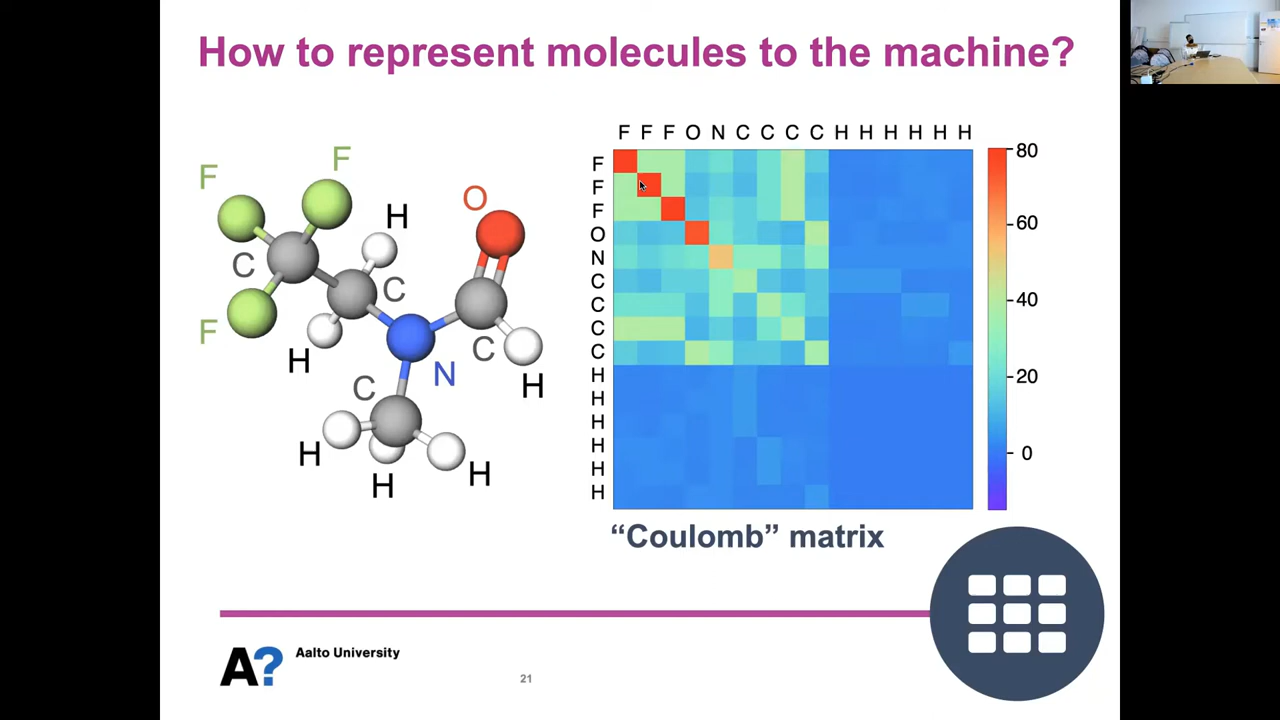 How to represent molecules to the machine?
F
F
H
O
C
C
F
H
C
H
C
N
H
H
H
F F F O N C C C C H H H H H H
F
F
F
O
N
C
C
C
C
H
H
H
H
H
H
80
60
40
20
0
“Coulomb” matrix
A?
Aalto University
21